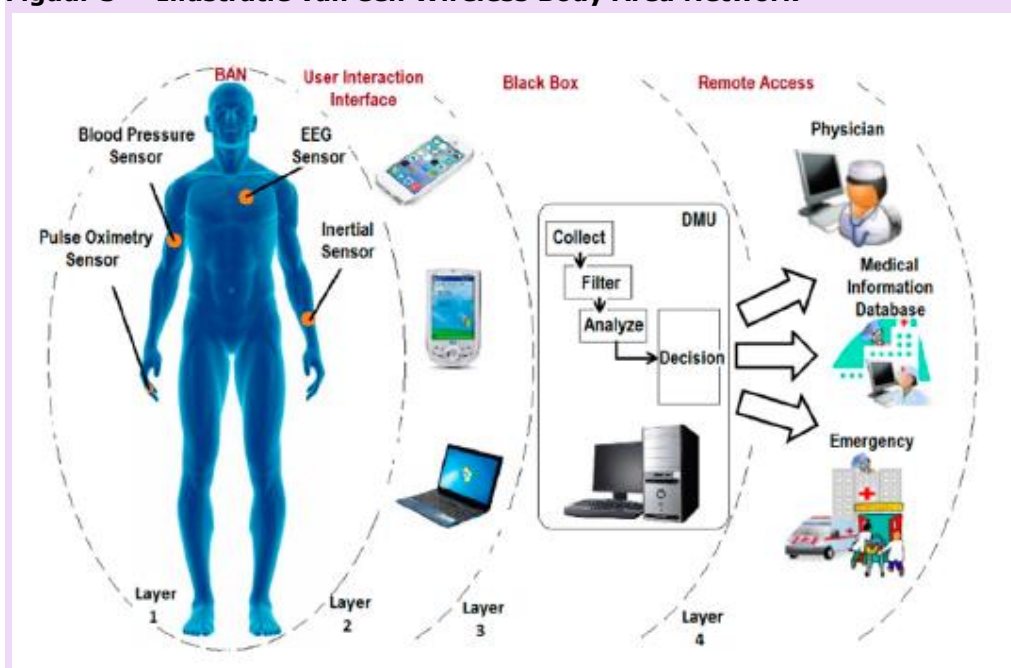 BAN
User Interaction
Interface
Black Box
Remote Access
Blood Pressure
Sensor
EEG
Sensor
Pulse Oximetry
Sensor
Inertial
Sensor
DMU
Collect
Filter
Analyze
Decision
Physician
Medical
Information
Database
Emergency
Layer
1
Layer
2
Layer
3
Layer
4